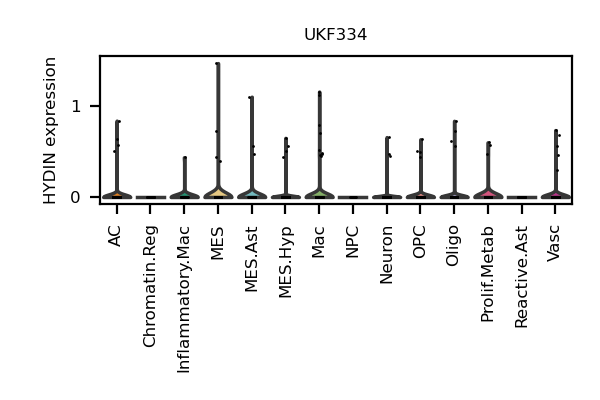 UKF334
HYDIN expression
1
0
AC
Chromatin.Reg
Inflammatory.Mac
MES
MES.Ast
MES.Hyp
Mac
NPC
Neuron
OPC
Oligo
Prolif.Metab
Reactive.Ast
Vasc